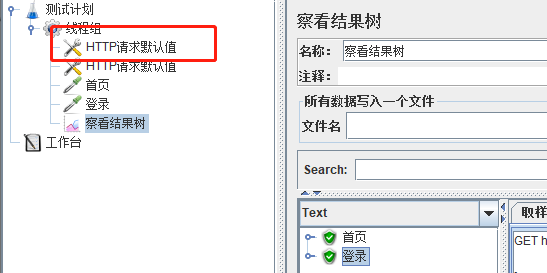 测试计划
线程组
HTTP请求默认值
HTTP请求默认值
首页
登录
察看结果树
工作台
察看结果树
名称: 察看结果树
注释:
所有数据写入一个文件
文件名
Search:
Text
取样
首页
登录
GET h